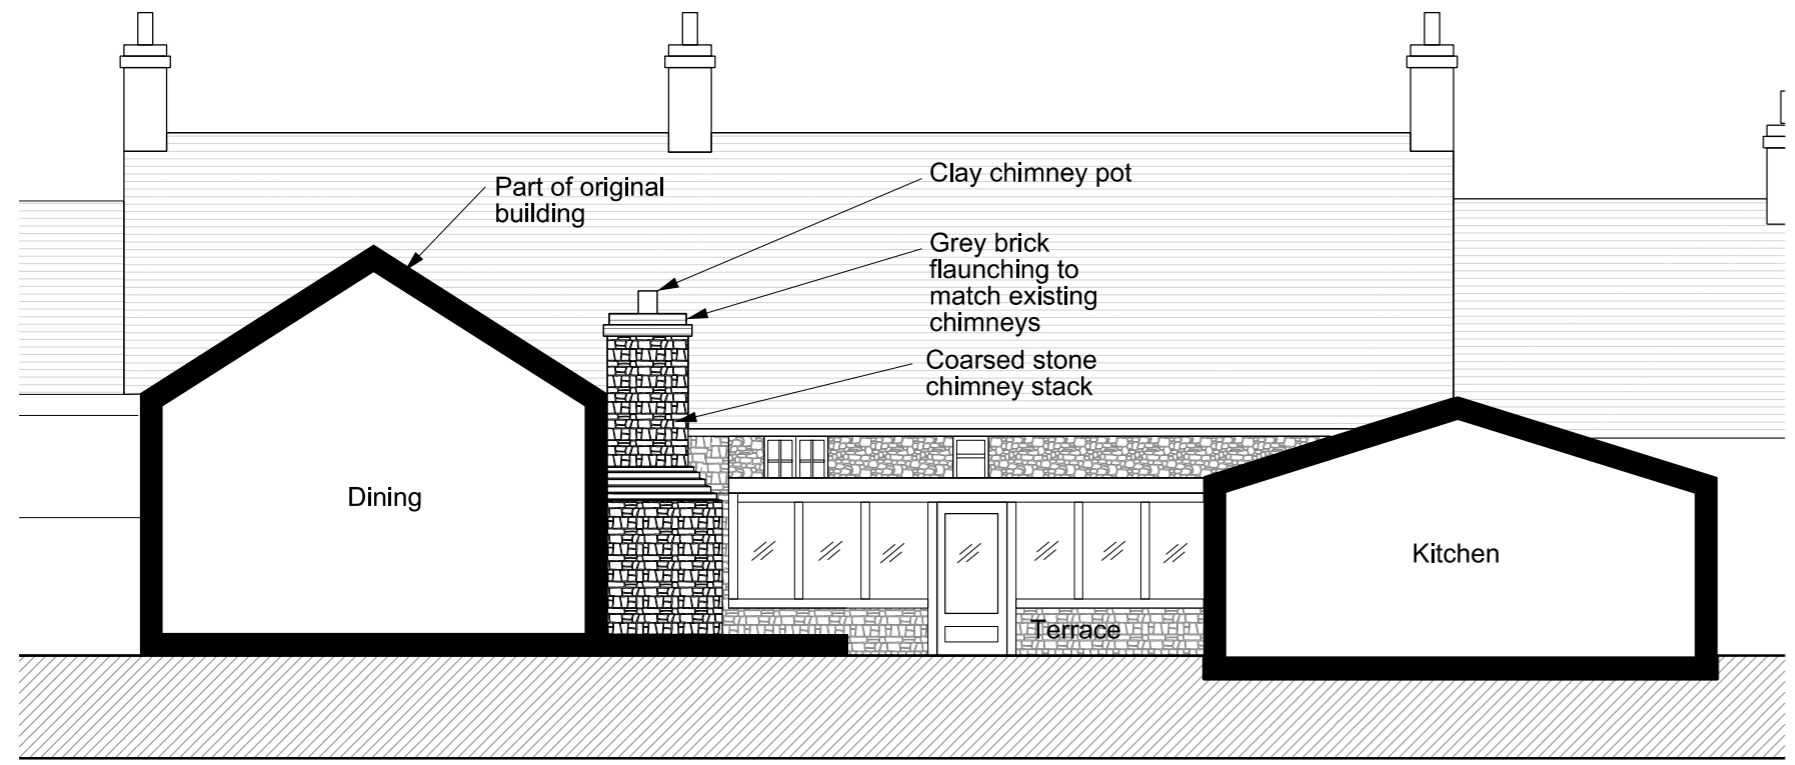 Part of original
building
Clay chimney pot
Grey brick
flaunching to
match existing
chimneys
Coarsed stone
chimney stack
Dining
Kitchen
Terrace